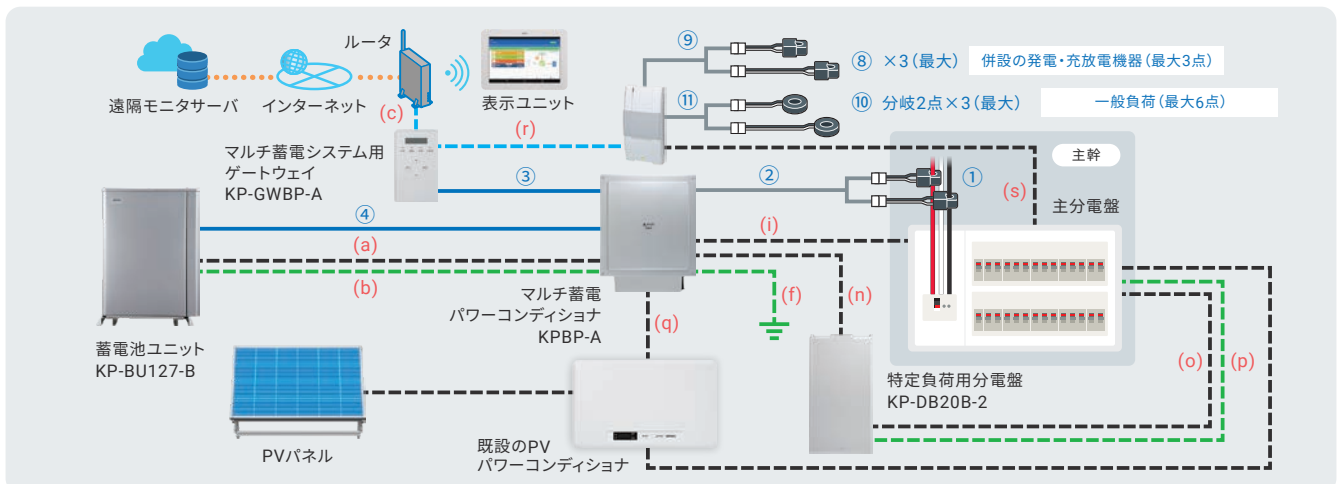 ルータ
遠隔モニタサーバ
インターネット
表示ユニット
(c)
(r)
⑨
⑧ ×3（最大）
併設の発電・充放電機器（最大3点）
⑪
⑩ 分岐2点×3（最大）
一般負荷（最大6点）
マルチ蓄電システム用
ゲートウェイ
KP-GWBP-A
③
②
①
主幹
(s)
主分電盤
④
(a)
(b)
(i)
(f)
(n)
(q)
マルチ蓄電
パワーコンディショナ
KPBP-A
蓄電池ユニット
KP-BU127-B
PVパネル
既設のPV
パワーコンディショナ
特定負荷用分電盤
KP-DB20B-2
(o)
(p)